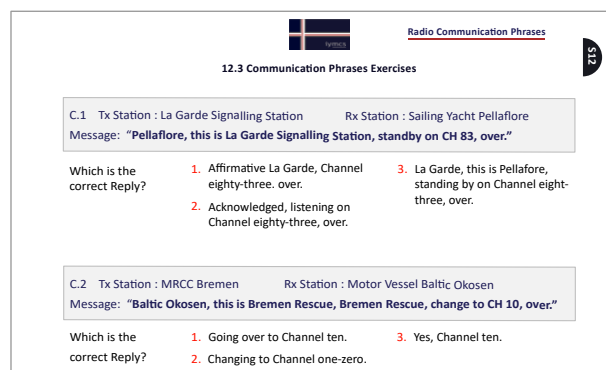 lymcs
Radio Communication Phrases
S12
12.3 Communication Phrases Exercises
C.1 Tx Station : La Garde Signalling Station Rx Station : Sailing Yacht Pellaflore
Message: “Pellaflore, this is La Garde Signalling Station, standby on CH 83, over.”
Which is the
correct Reply?
1. Affirmative La Garde, Channel
eighty-three. over.
2. Acknowledged, listening on
Channel eighty-three, over.
3. La Garde, this is Pellafore,
standing by on Channel eight-
three, over.
C.2 Tx Station : MRCC Bremen Rx Station : Motor Vessel Baltic Okosen
Message: “Baltic Okosen, this is Bremen Rescue, Bremen Rescue, change to CH 10, over.”
Which is the
correct Reply?
1. Going over to Channel ten.
2. Changing to Channel one-zero.
3. Yes, Channel ten.